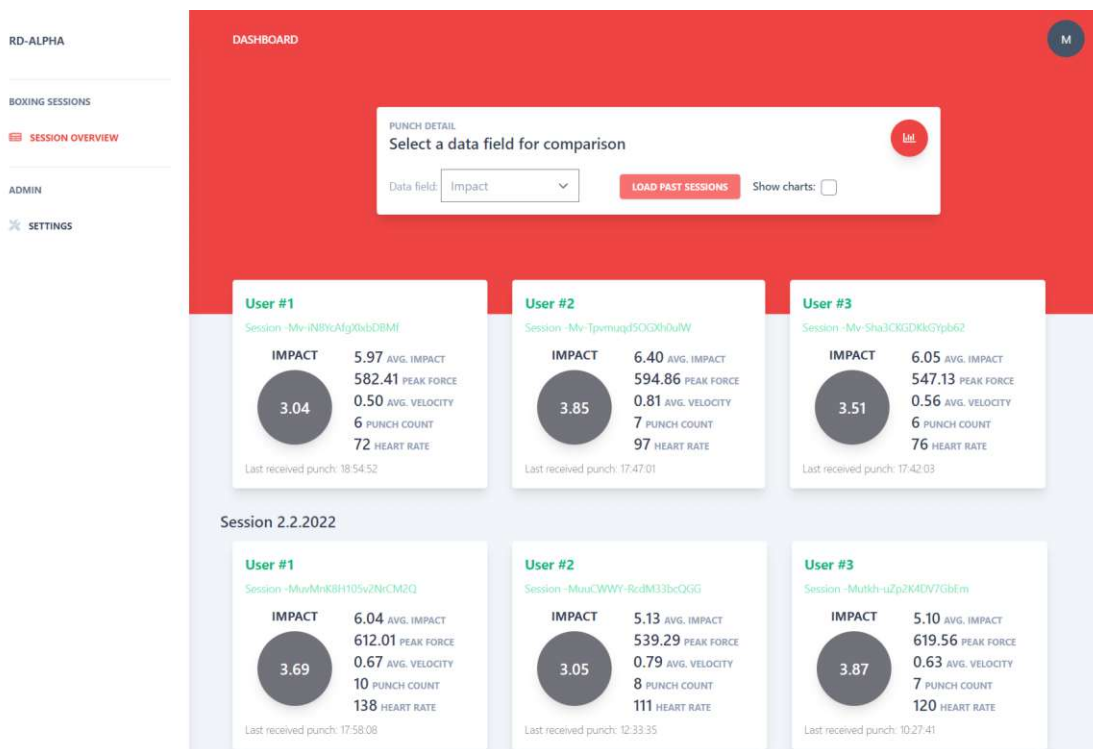 RD-ALPHA
BOXING SESSIONS
SESSION OVERVIEW
ADMIN
SETTINGS
DASHBOARD
M
PUNCH DETAIL
Select a data field for comparison
Data field: Impact
LOAD PAST SESSIONS
Show charts:
User #1
IMPACT
3.04
5.97 AVG. IMPACT
582.41 PEAK FORCE
0.50 AVG. VELOCITY
6 PUNCH COUNT
72 HEART RATE
Last received punch: 18:54:52
User #2
IMPACT
3.85
6.40 AVG. IMPACT
594.86 PEAK FORCE
0.81 AVG. VELOCITY
7 PUNCH COUNT
97 HEART RATE
Last received punch: 17:47:01
User #3
IMPACT
3.51
6.05 AVG. IMPACT
547.13 PEAK FORCE
0.56 AVG. VELOCITY
6 PUNCH COUNT
76 HEART RATE
Last received punch: 17:42:03
Session 2.2.2022
User #1
IMPACT
3.69
6.04 AVG. IMPACT
612.01 PEAK FORCE
0.67 AVG. VELOCITY
10 PUNCH COUNT
138 HEART RATE
Last received punch: 17:58:08
User #2
IMPACT
3.05
5.13 AVG. IMPACT
539.29 PEAK FORCE
0.79 AVG. VELOCITY
8 PUNCH COUNT
111 HEART RATE
Last received punch: 12:33:35
User #3
IMPACT
3.87
5.10 AVG. IMPACT
619.56 PEAK FORCE
0.63 AVG. VELOCITY
7 PUNCH COUNT
120 HEART RATE
Last received punch: 10:27:41